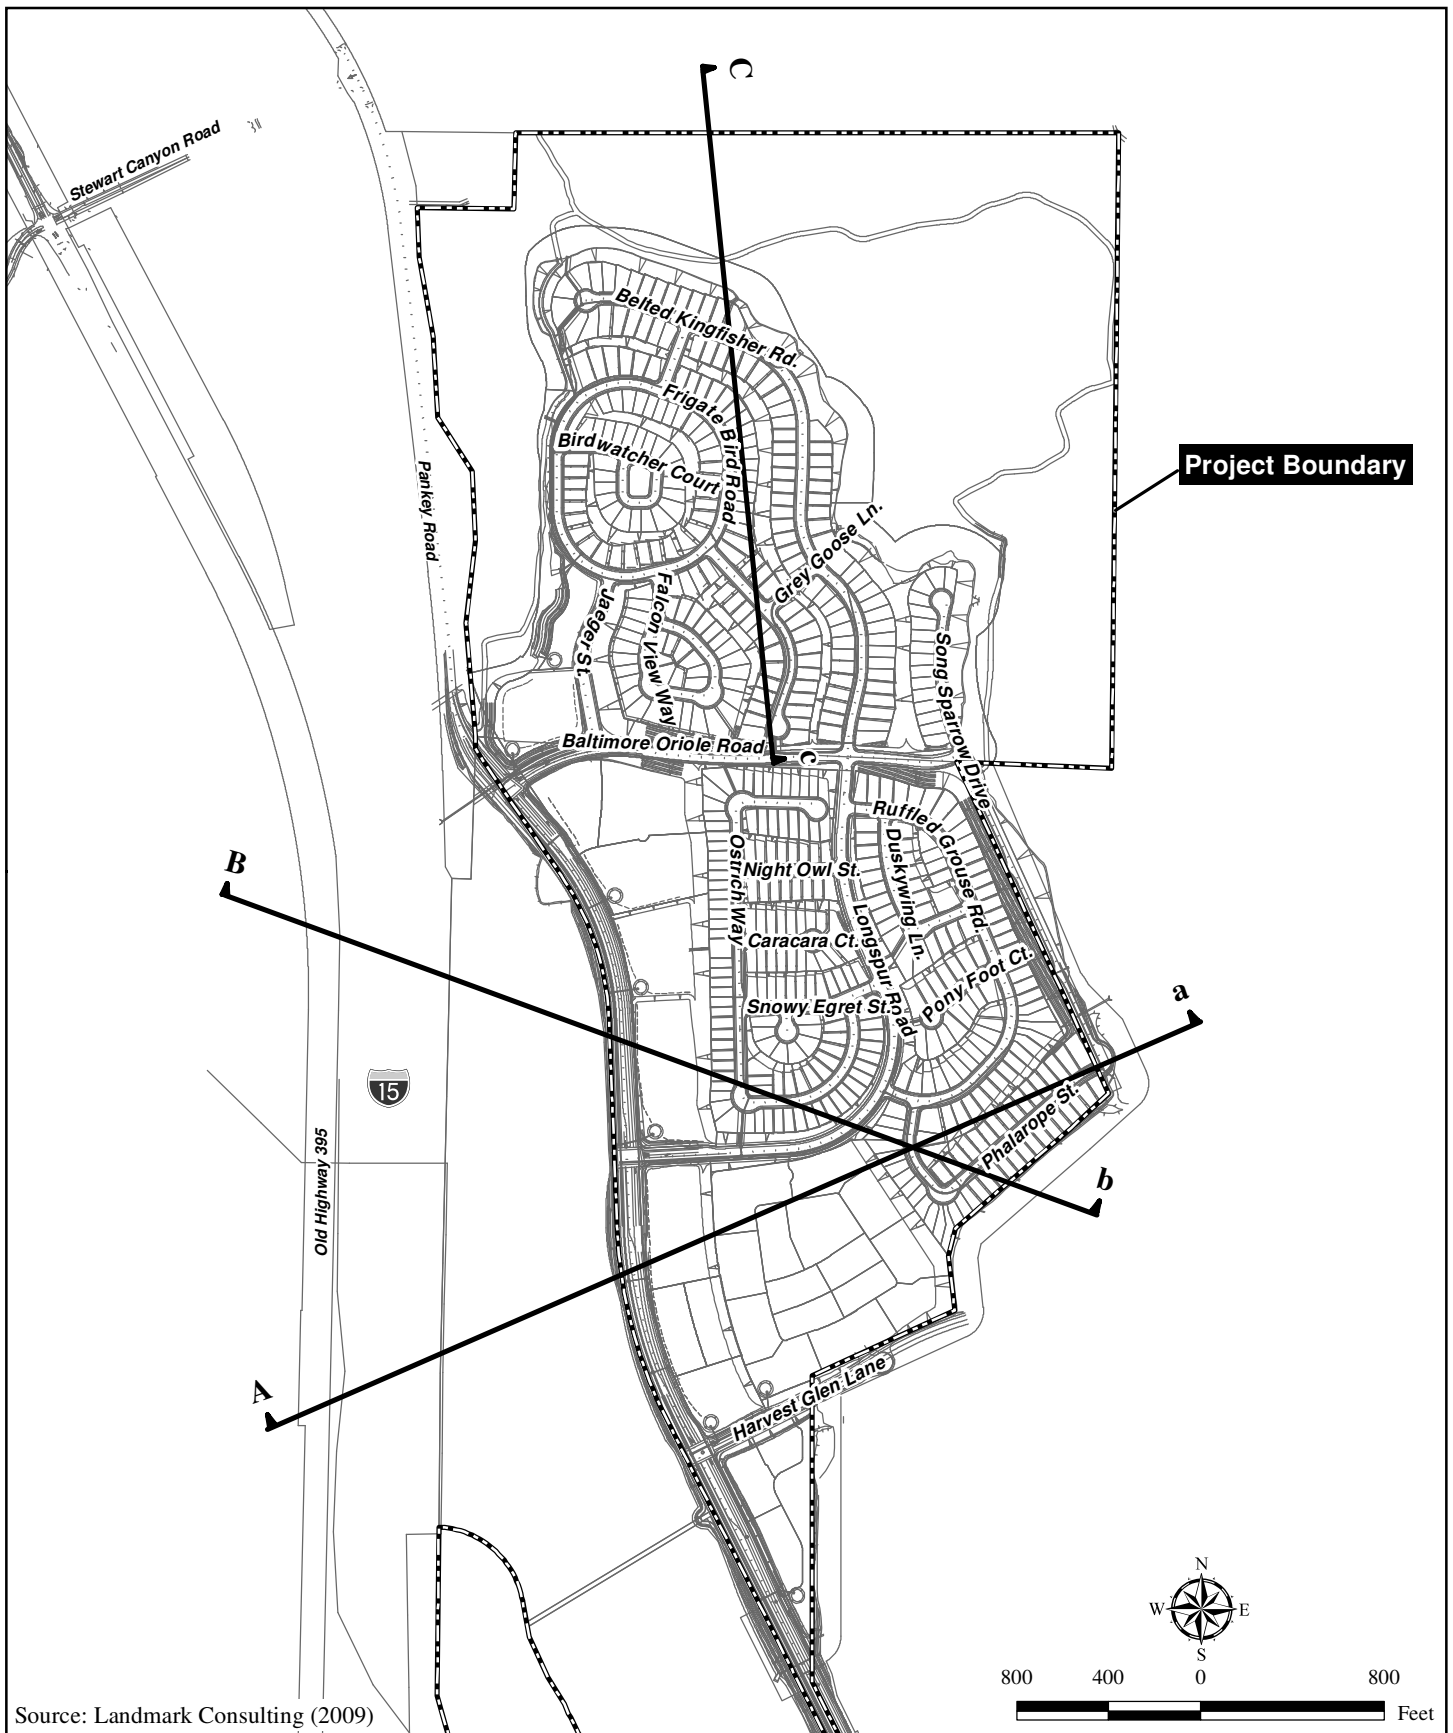 C
Stewart Canyon Road
Belted Kingfisher Rd.
Frigate Bird Road
Birdwatcher Court
Pankey Road
Project Boundary
Grey Goose Ln.
Falcon View Way
Jaeger St.
Song Sparrow Drive
Baltimore Oriole Road
c
Ruffled Grouse Rd.
Duskywing Ln.
Ostrich Way
Night Owl St.
B
Longspur Road
Caracara Ct.
Pony Foot Ct.
Snowy Egret St.
a
15
Phalarope St.
Old Highway 395
b
A
Harvest Glen Lane
N
W E
S
800 400 0 800
Feet
Source: Landmark Consulting (2009)